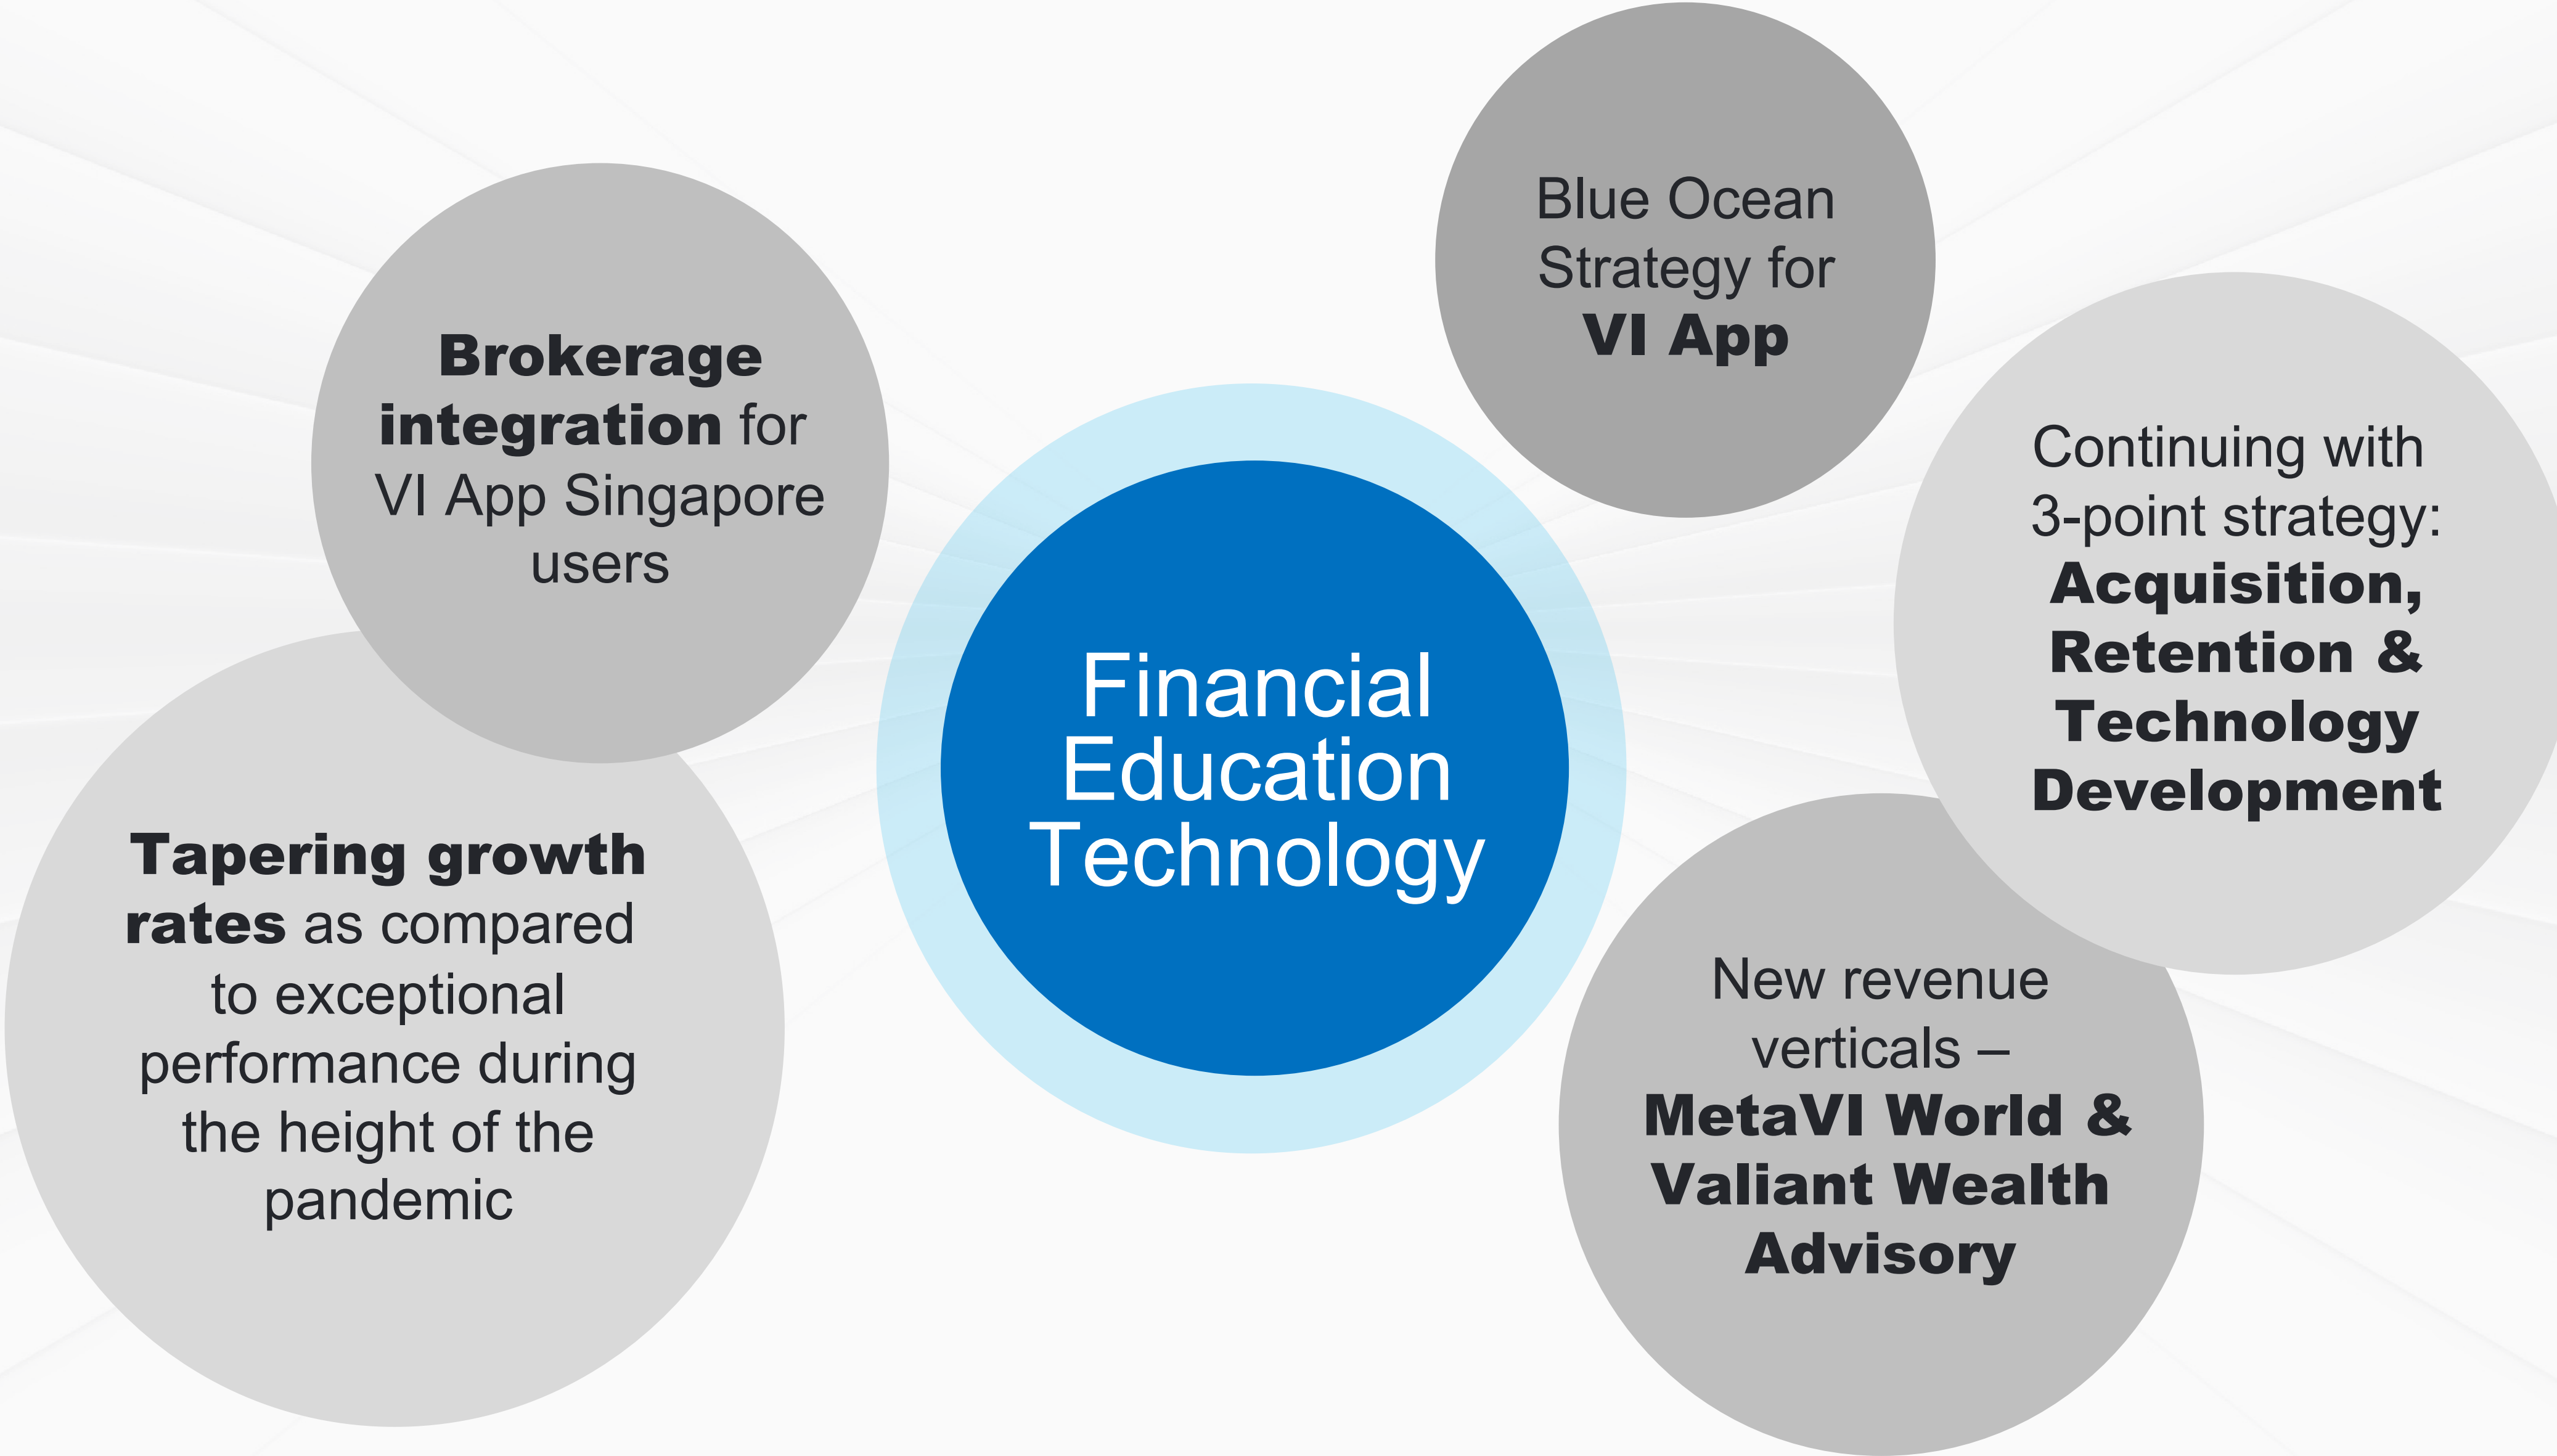 Brokerage
integration for
VI App Singapore
users
Tapering growth
rates as compared
to exceptional
performance during
the height of the
pandemic
Financial
Education
Technology
Blue Ocean
Strategy for
VI App
Continuing with
3-point strategy:
Acquisition,
Retention &
Technology
Development
New revenue
verticals –
MetaVI World &
Valiant Wealth
Advisory